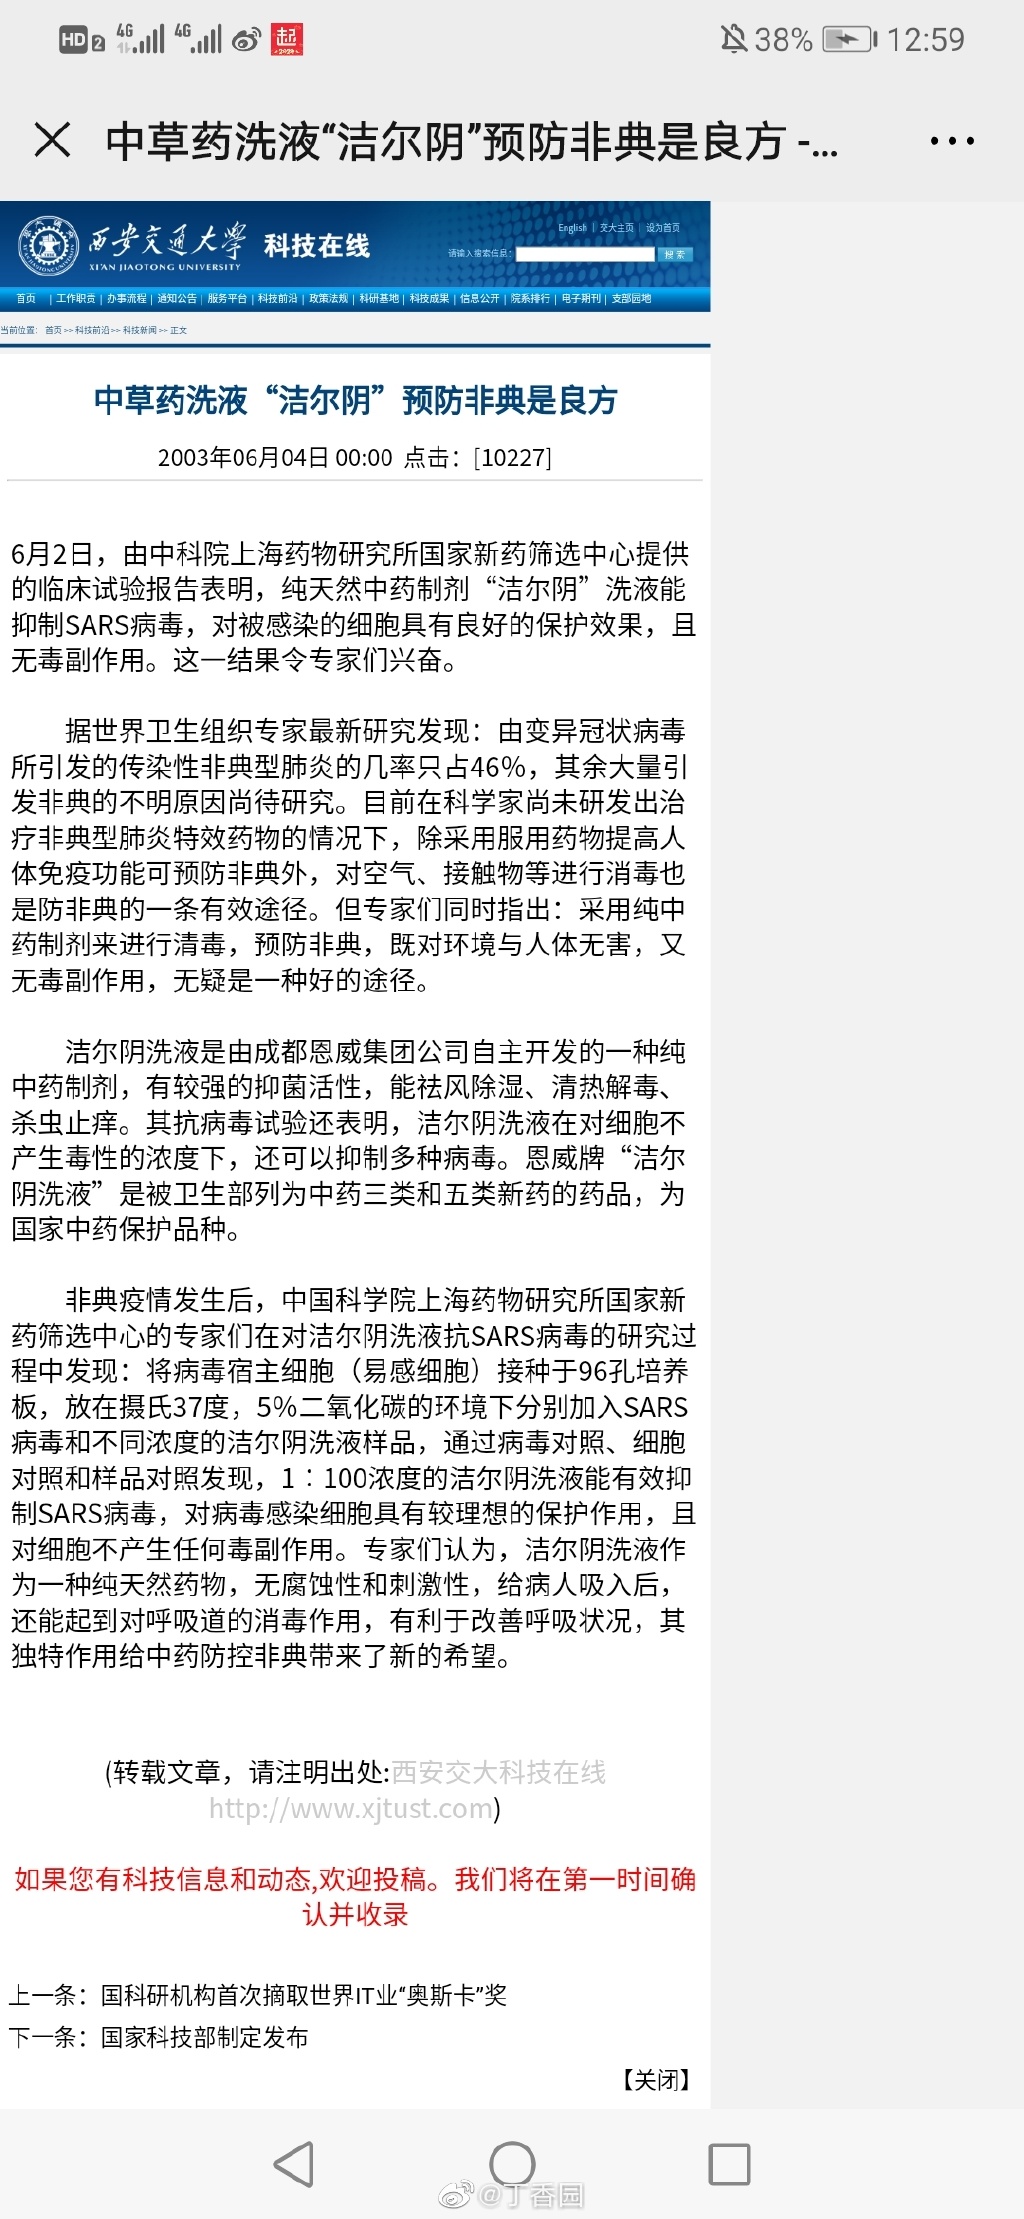 HD 2 4G 4G 起 38% 12:59
中草药洗液“洁尔阴”预防非典是良方 -...
西安交通大学 科技在线
XI'AN JIAOTONG UNIVERSITY
English | 交大主页 | 设为首页
请输入搜索信息： 搜索
首页 | 工作职责 | 办事流程 | 通知公告 | 服务平台 | 科技前沿 | 政策法规 | 科研基地 | 科技成果 | 信息公开 | 院系排行 | 电子期刊 | 支部园地
当前位置： 首页 >> 科技前沿 >> 科技新闻 >> 正文
中草药洗液“洁尔阴”预防非典是良方
2003年06月04日 00:00 点击：[10227]
6月2日，由中科院上海药物研究所国家新药筛选中心提供
的临床试验报告表明，纯天然中药制剂“洁尔阴”洗液能
抑制SARS病毒，对被感染的细胞具有良好的保护效果，且
无毒副作用。这一结果令专家们兴奋。
据世界卫生组织专家最新研究发现：由变异冠状病毒
所引发的传染性非典型肺炎的几率只占46%，其余大量引
发非典的不明原因尚待研究。目前在科学家尚未研发出治
疗非典型肺炎特效药物的情况下，除采用服用药物提高人
体免疫功能可预防非典外，对空气、接触物等进行消毒也
是防非典的一条有效途径。但专家们同时指出：采用纯中
药制剂来进行清毒，预防非典，既对环境与人体无害，又
无毒副作用，无疑是一种好的途径。
洁尔阴洗液是由成都恩威集团公司自主开发的一种纯
中药制剂，有较强的抑菌活性，能祛风除湿、清热解毒、
杀虫止痒。其抗病毒试验还表明，洁尔阴洗液在对细胞不
产生毒性的浓度下，还可以抑制多种病毒。恩威牌“洁尔
阴洗液”是被卫生部列为中药三类和五类新药的药品，为
国家中药保护品种。
非典疫情发生后，中国科学院上海药物研究所国家新
药筛选中心的专家们在对洁尔阴洗液抗SARS病毒的研究过
程中发现：将病毒宿主细胞（易感细胞）接种于96孔培养
板，放在摄氏37度，5%二氧化碳的环境下分别加入SARS
病毒和不同浓度的洁尔阴洗液样品，通过病毒对照、细胞
对照和样品对照发现，1：100浓度的洁尔阴洗液能有效抑
制SARS病毒，对病毒感染细胞具有较理想的保护作用，且
对细胞不产生任何毒副作用。专家们认为，洁尔阴洗液作
为一种纯天然药物，无腐蚀性和刺激性，给病人吸入后，
还能起到对呼吸道的消毒作用，有利于改善呼吸状况，其
独特作用给中药防控非典带来了新的希望。
(转载文章，请注明出处:西安交大科技在线
http://www.xjtust.com)
如果您有科技信息和动态,欢迎投稿。我们将在第一时间确
认并收录
上一条：国科研机构首次摘取世界IT业“奥斯卡”奖
下一条：国家科技部制定发布
【关闭】
@丁香园